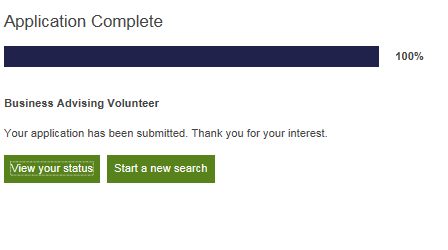 Application Complete
100%
Business Advising Volunteer
Your application has been submitted. Thank you for your interest.
View your status
Start a new search